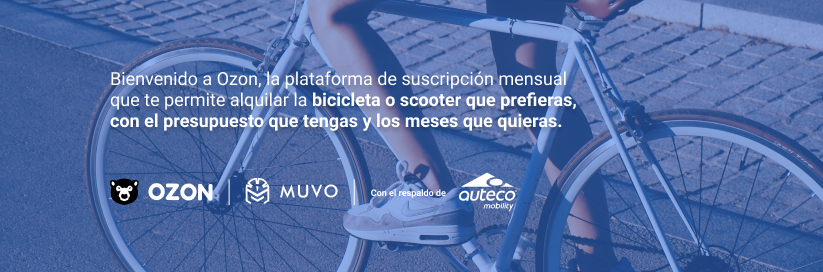 Bienvenido a Ozon, la plataforma de suscripción mensual
que te permite alquilar la bicicleta o scooter que prefieras,
con el presupuesto que tengas y los meses que quieras.
OZON MUVO Con el respaldo de auteco
mobility